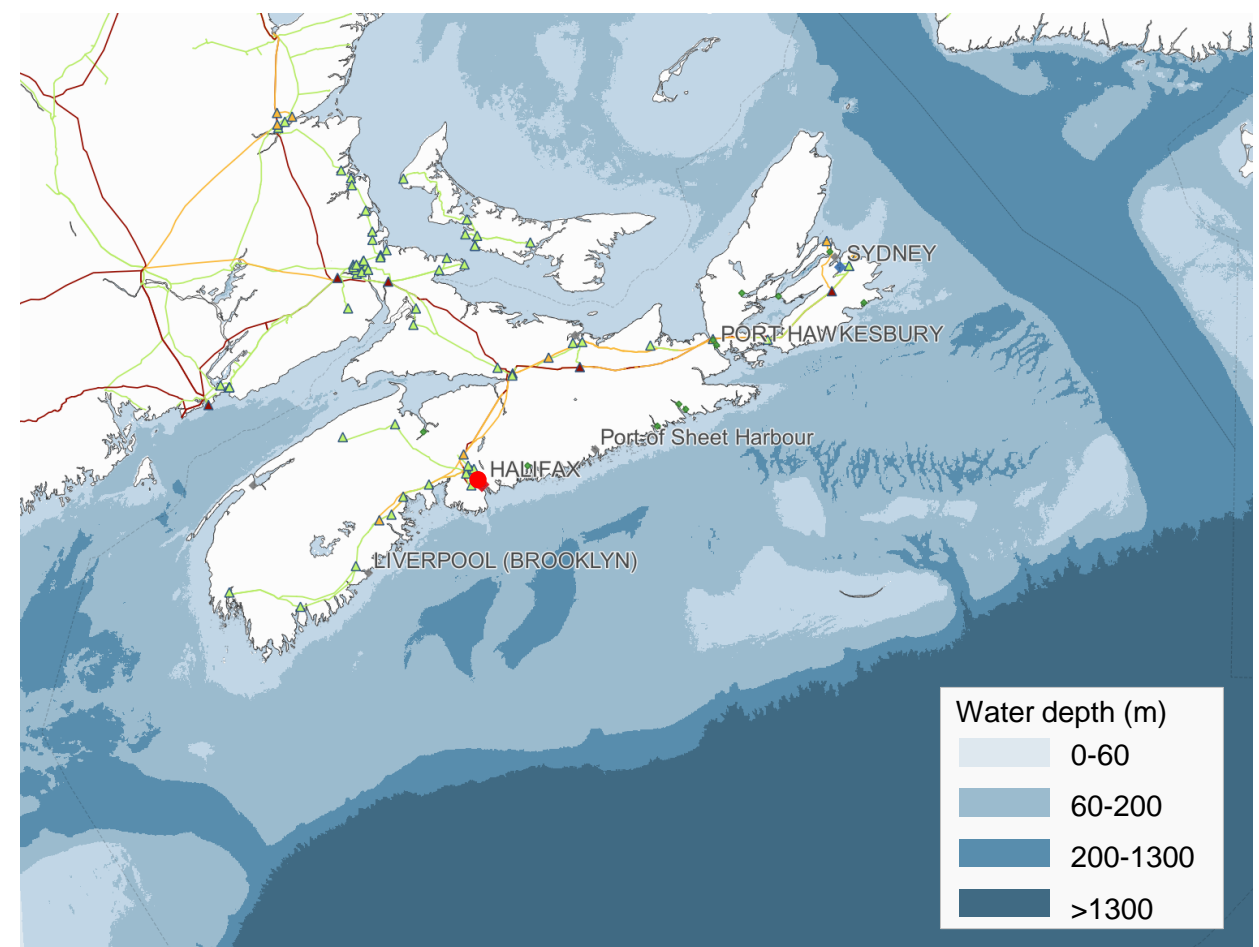 SYDNEY
PORT HAWKESBURY
Port of Sheet Harbour
HALIFAX
LIVERPOOL (BROOKLYN)
Water depth (m)
0-60
60-200
200-1300
>1300